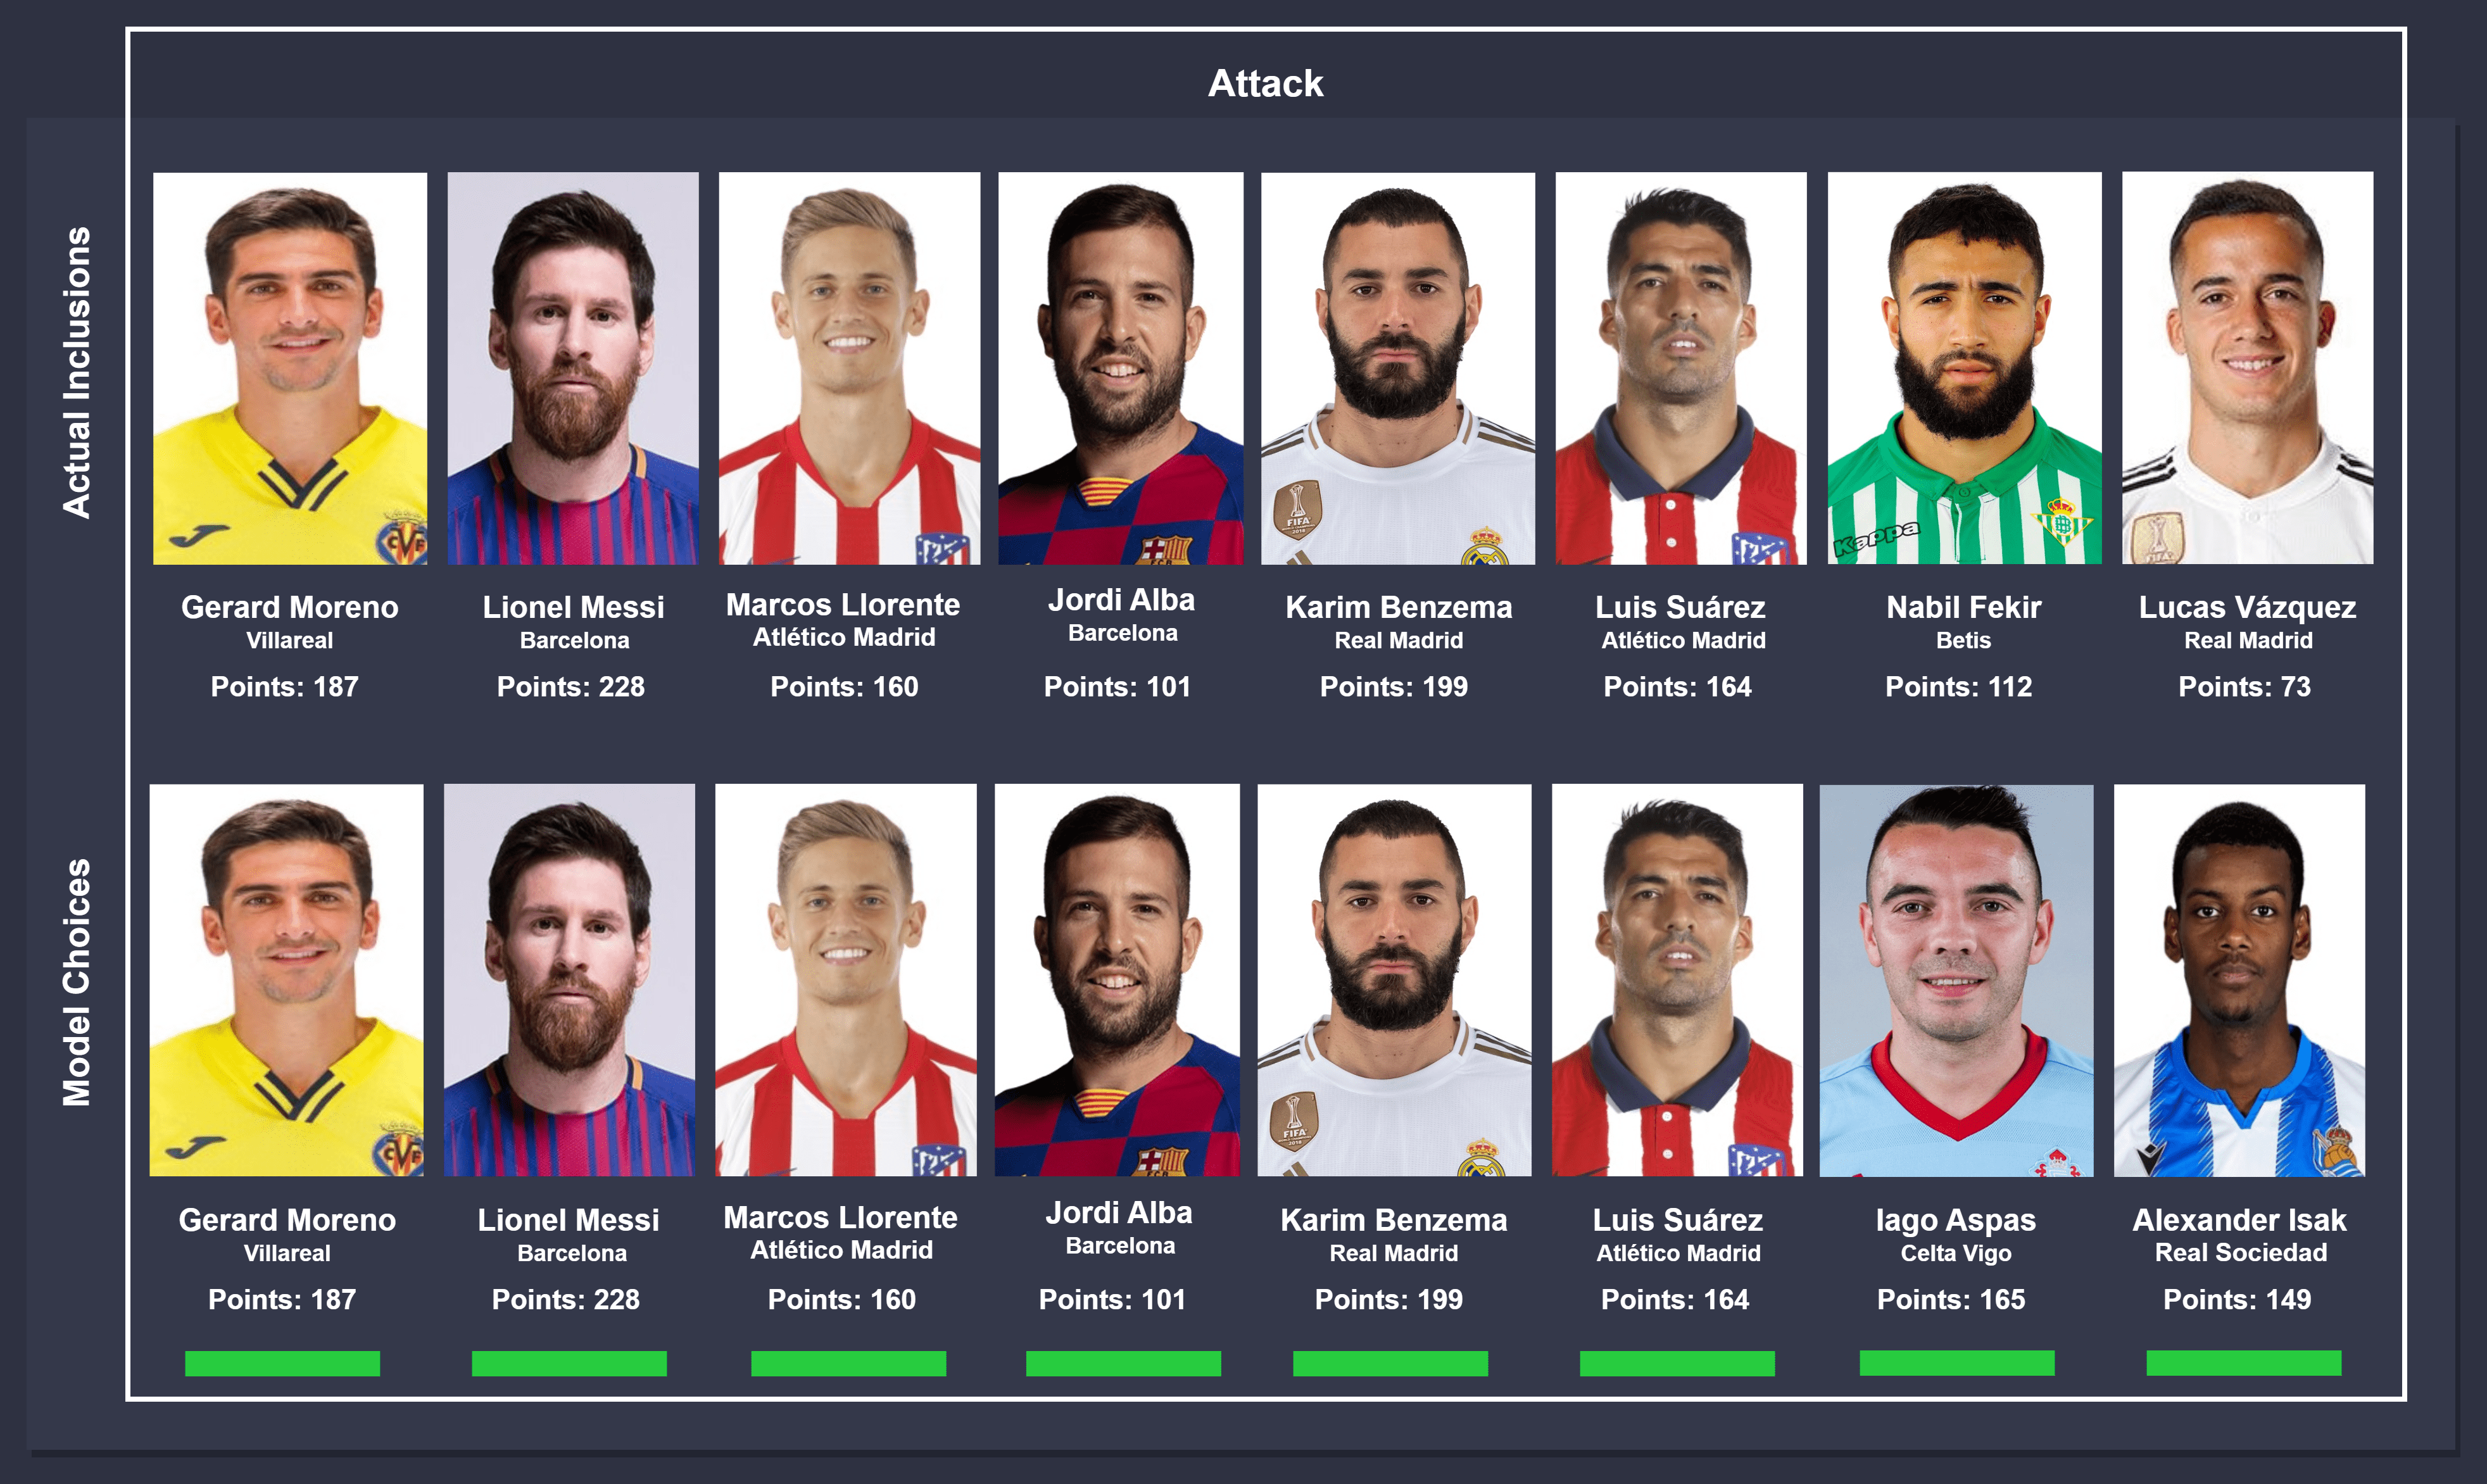 Attack
Actual Inclusions
FIFA
Kappa
Gerard Moreno
Villareal
Points: 187
Lionel Messi
Barcelona
Points: 228
Marcos Llorente
Atlético Madrid
Points: 160
Jordi Alba
Barcelona
Points: 101
Karim Benzema
Real Madrid
Points: 199
Luis Suárez
Atlético Madrid
Points: 164
Nabil Fekir
Betis
Points: 112
Lucas Vázquez
Real Madrid
Points: 73
Model Choices
FIFA
Gerard Moreno
Villareal
Points: 187
Lionel Messi
Barcelona
Points: 228
Marcos Llorente
Atlético Madrid
Points: 160
Jordi Alba
Barcelona
Points: 101
Karim Benzema
Real Madrid
Points: 199
Luis Suárez
Atlético Madrid
Points: 164
Iago Aspas
Celta Vigo
Points: 165
Alexander Isak
Real Sociedad
Points: 149